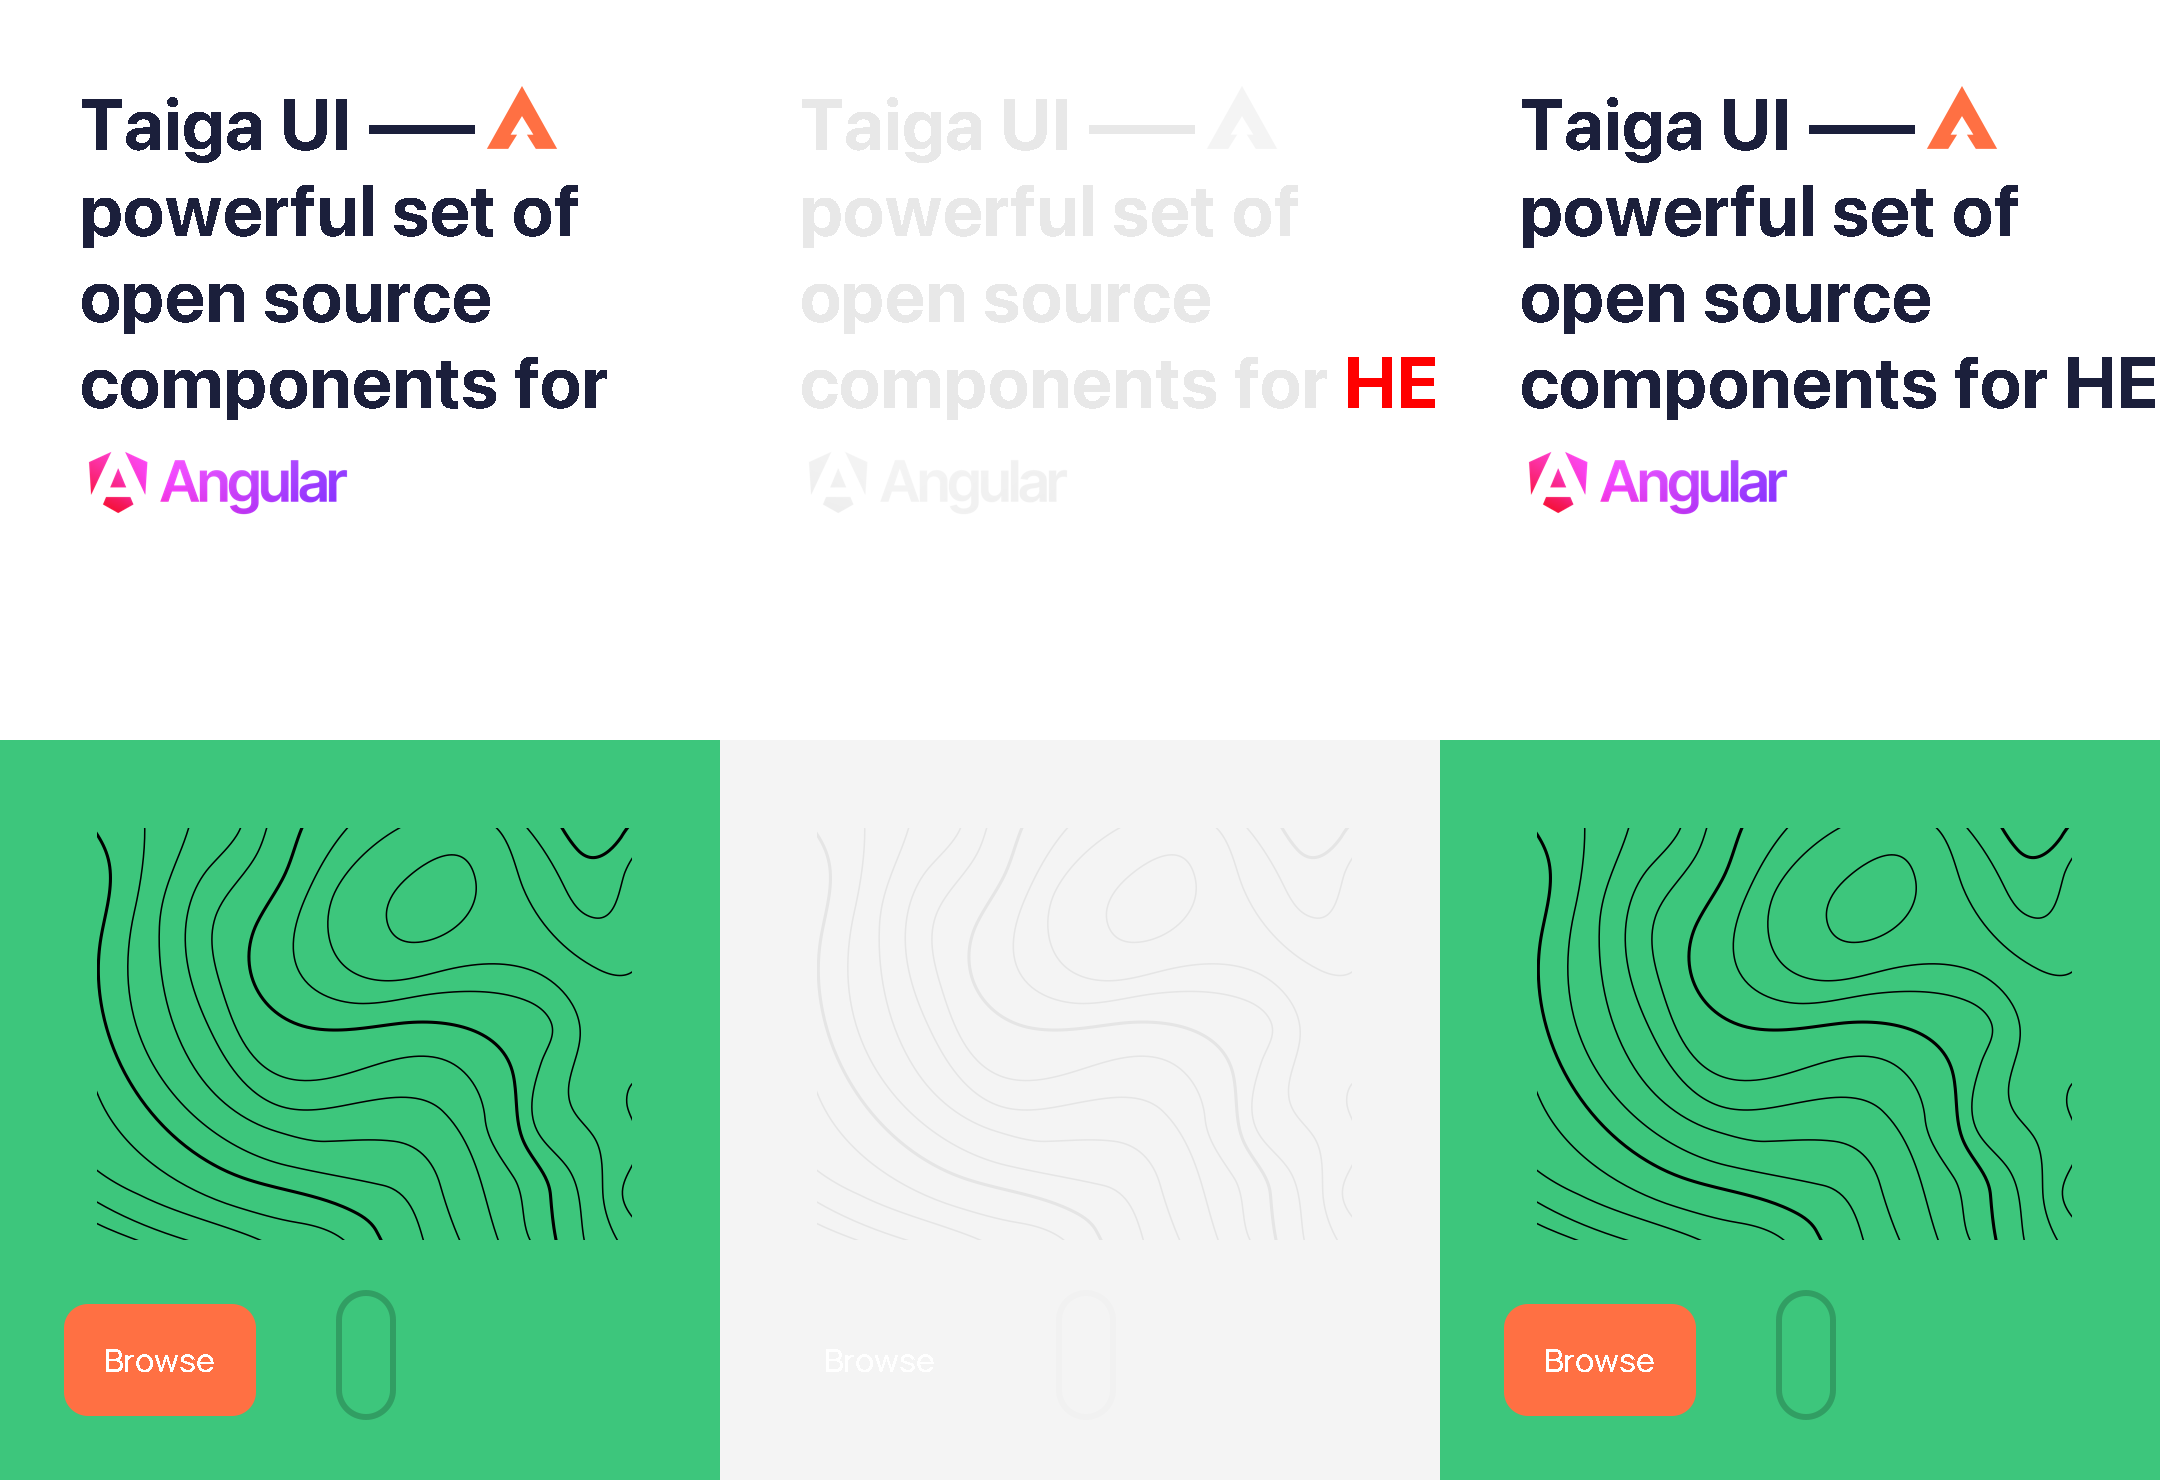 Taiga UI —
powerful set of
open source
components for
Angular
Browse
Taiga UI —
powerful set of
open source
components for HE
Angular
Browse
Taiga UI —
powerful set of
open source
components for HE
Angular
Browse